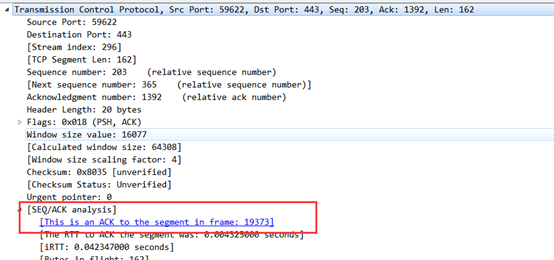 Transmission Control Protocol, Src Port: 59622, Dst Port: 443, Seq: 203, Ack: 1392, Len: 162
Source Port: 59622
Destination Port: 443
[Stream index: 296]
[TCP Segment Len: 162]
Sequence number: 203    (relative sequence number)
[Next sequence number: 365    (relative sequence number)]
Acknowledgment number: 1392    (relative ack number)
Header Length: 20 bytes
Flags: 0x018 (PSH, ACK)
Window size value: 16077
[Calculated window size: 64308]
[Window size scaling factor: 4]
Checksum: 0x8035 [unverified]
[Checksum Status: Unverified]
Urgent pointer: 0
[SEQ/ACK analysis]
[This is an ACK to the segment in frame: 19373]
[The RTT to ACK the segment was: 0.004325000 seconds]
[iRTT: 0.042347000 seconds]
[Bytes in flight: 162]